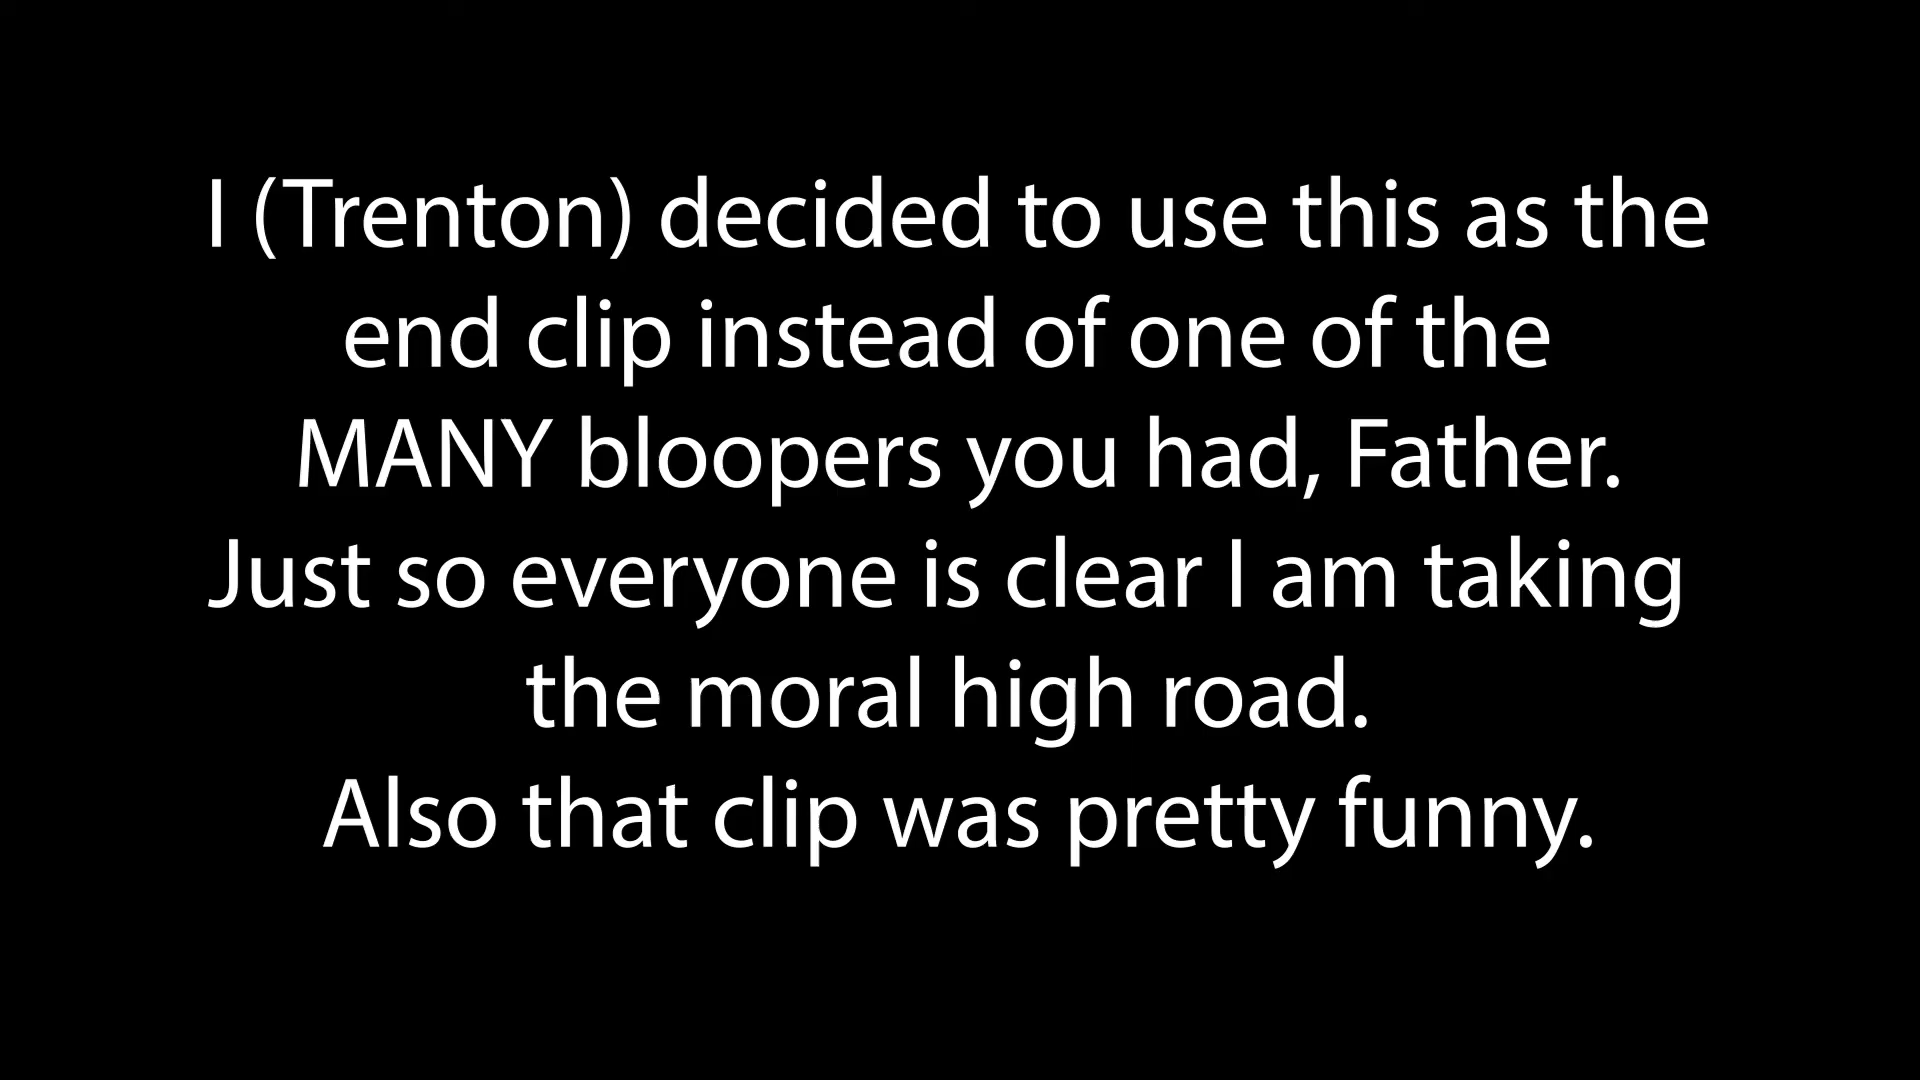 I (Trenton) decided to use this as the
end clip instead of one of the
MANY bloopers you had, Father.
Just so everyone is clear I am taking
the moral high road.
Also that clip was pretty funny.